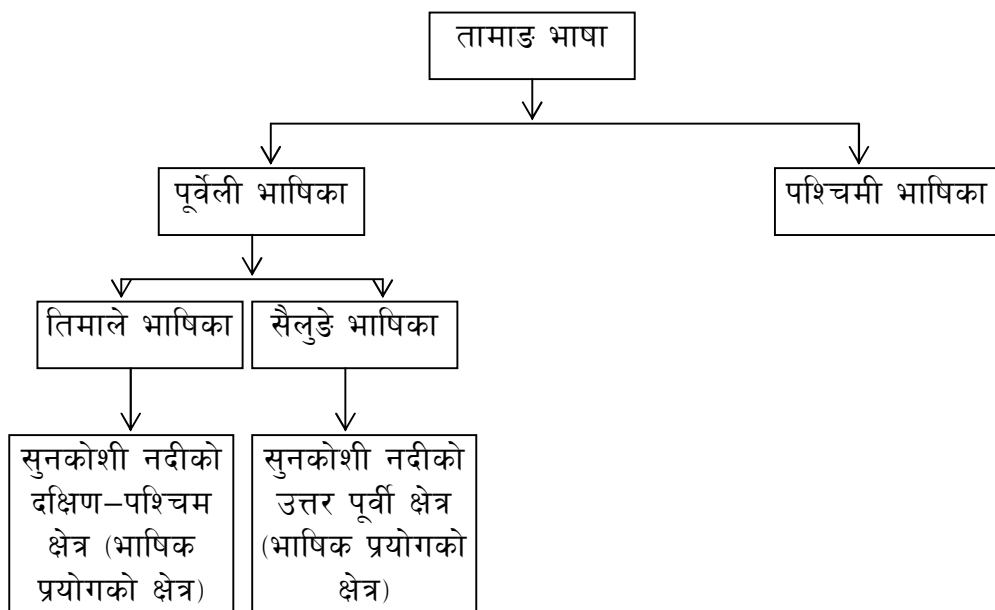 तामाङ भाषा
पूर्वेली भाषिका
पश्चिमी भाषिका
तिमाले भाषिका
सैलुङे भाषिका
सुनकोशी नदीको
दक्षिण–पश्चिम
क्षेत्र (भाषिक
प्रयोगको क्षेत्र)
सुनकोशी नदीको
उत्तर पूर्वी क्षेत्र
(भाषिक प्रयोगको
क्षेत्र)